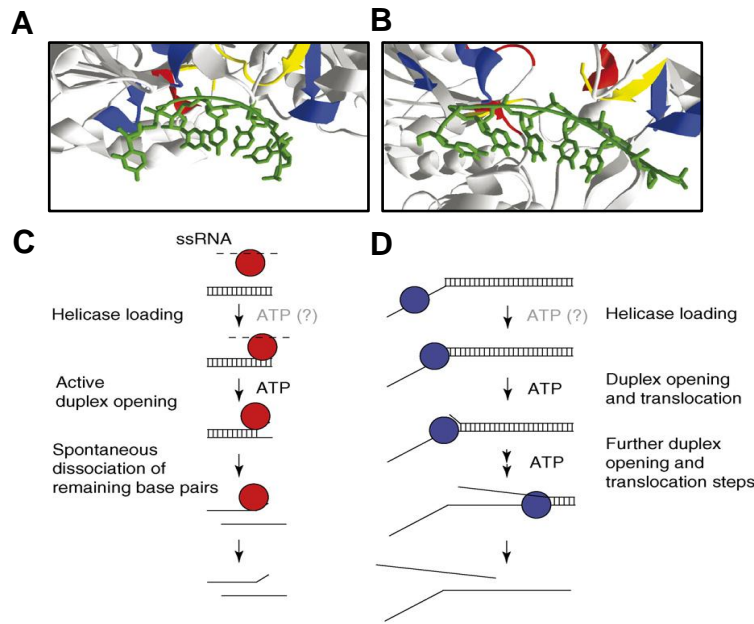 A
B
C
D
ssRNA
Helicase loading
ATP (?)
Active
duplex opening
ATP
Spontaneous
dissociation of
remaining base pairs
ATP (?)
Helicase loading
ATP
Duplex opening
and translocation
ATP
Further duplex
opening and
translocation steps